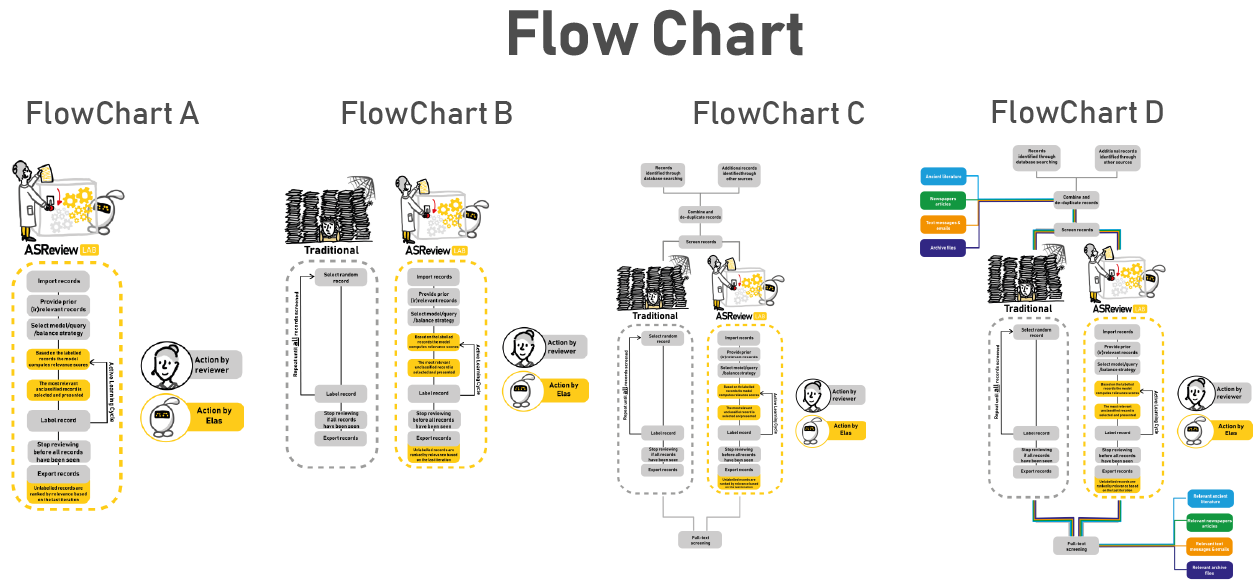 Flow Chart
FlowChart A
ASReview LAB
Import records
Provide prior
(ir)relevant records
Select model/query
/balance strategy
Based on the labelled
records the model
computes relevance scores
The most relevant
unclassified record is
selected and presented
Label record
Active Learning Cycle
Stop reviewing
before all records
have been seen
Export records
Unlabelled records are
ranked by relevance based
on the last iteration
Action by
reviewer
Action by
Elas
FlowChart B
Traditional
Select random
record
Repeat until all records screened
Label record
Stop reviewing
if all records
have been seen
Export records
ASReview LAB
Import records
Provide prior
(ir)relevant records
Select model/query
/balance strategy
Based on the labelled
records the model
computes relevance scores
The most relevant
unclassified record is
selected and presented
Label record
Active Learning Cycle
Stop reviewing
before all records
have been seen
Export records
Unlabelled records are
ranked by relevance based
on the last iteration
Action by
reviewer
Action by
Elas
FlowChart C
Records
identified through
database searching
Additional records
identifiedthrough
other sources
Combine and
de-duplicate records
Screen records
Traditional
Select random
record
Repeat until all records screened
Label record
Stop reviewing
if all records
have been seen
Export records
ASReview LAB
Import records
Provide prior
(ir)relevant records
Select model/query
/balance strategy
Based on the labelled
records the model
computes relevance scores
The most relevant
unclassified record is
selected and presented
Label record
Active Learning Cycle
Stop reviewing
before all records
have been seen
Export records
Unlabelled records are
ranked by relevance based
on the last iteration
Action by
reviewer
Action by
Elas
Full-text
screening
FlowChart D
Records
identified through
database searching
Additional records
identified through
other sources
Ancient literature
Newspapers
articles
Text messages &
emails
Archive files
Combine and
de-duplicate records
Screen records
Traditional
Select random
record
Repeat until all records screened
Label record
Stop reviewing
if all records
have been seen
Export records
ASReview LAB
Import records
Provide prior
(ir)relevant records
Select model/query
/balance strategy
Based on the labelled
records the model
computes relevance scores
The most relevant
unclassified record is
selected and presented
Label record
Active Learning Cycle
Stop reviewing
before all records
have been seen
Export records
Unlabelled records are
ranked by relevance based
on the last iteration
Action by
reviewer
Action by
Elas
Full-text
screening
Relevant ancient
literature
Relevant newspapers
articles
Relevant text
messages & emails
Relevant archive
files